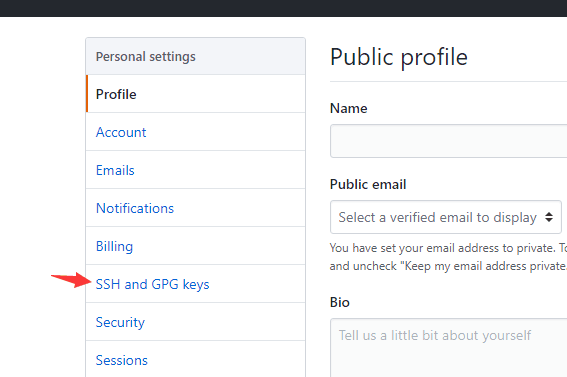 Personal settings
Profile
Account
Emails
Notifications
Billing
SSH and GPG keys
Security
Sessions
Public profile
Name
Public email
Select a verified email to display
You have set your email address to private. To
and uncheck "Keep my email address private.
Bio
Tell us a little bit about yourself